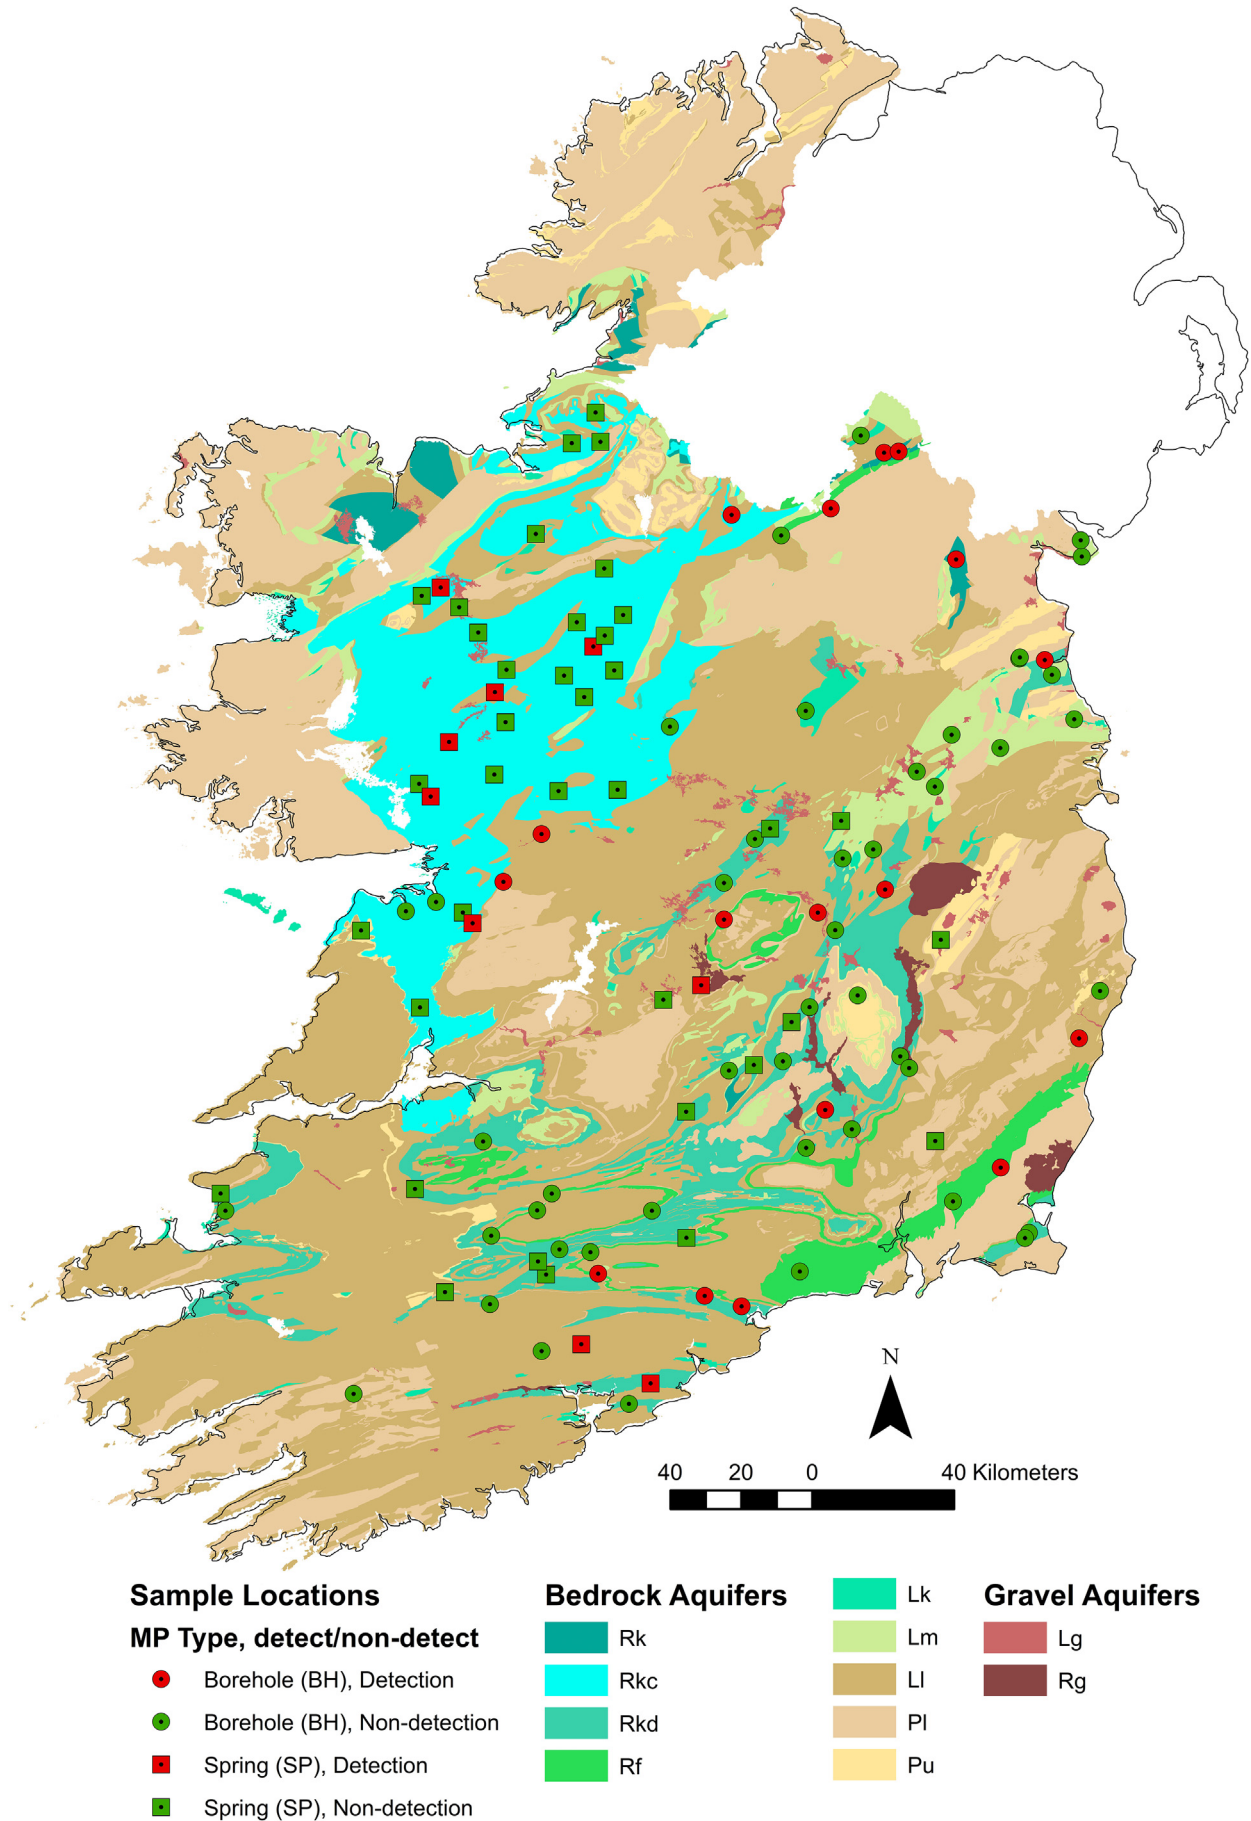 N
40 20 0 40 Kilometers
Sample Locations
MP Type, detect/non-detect
Borehole (BH), Detection
Borehole (BH), Non-detection
Spring (SP), Detection
Spring (SP), Non-detection
Bedrock Aquifers
Rk
Rkc
Rkd
Rf
Lk
Lm
Ll
Pl
Pu
Gravel Aquifers
Lg
Rg